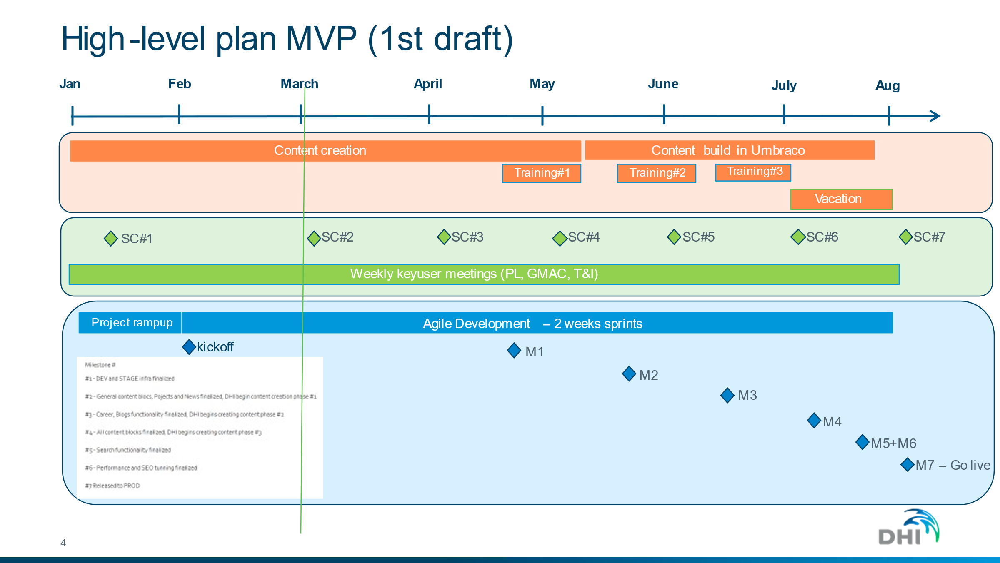 High-level plan MVP (1st draft)
Jan Feb March April May June July Aug
Content creation
Content build in Umbraco
Training#1 Training#2 Training#3
Vacation
SC#1 SC#2 SC#3 SC#4 SC#5 SC#6 SC#7
Weekly keyuser meetings (PL, GMAC, T&I)
Project rampup
Agile Development – 2 weeks sprints
kickoff
M1
M2
M3
M4
M5+M6
M7 – Go live
Milestone #
#1 - DEV and STAGE infra finalized
#2 - General content blocs, Pojects and News finalized, DHI begin content creation phase #1
#3 - Career, Blogs functionality finalized, DHI begins creating content phase #2
#4 - All content blocks finalized, DHI begins creating content phase #3
#5 - Search functionality finalized
#6 - Performance and SEO tunning finalized
#7 Released to PROD
4
DHI